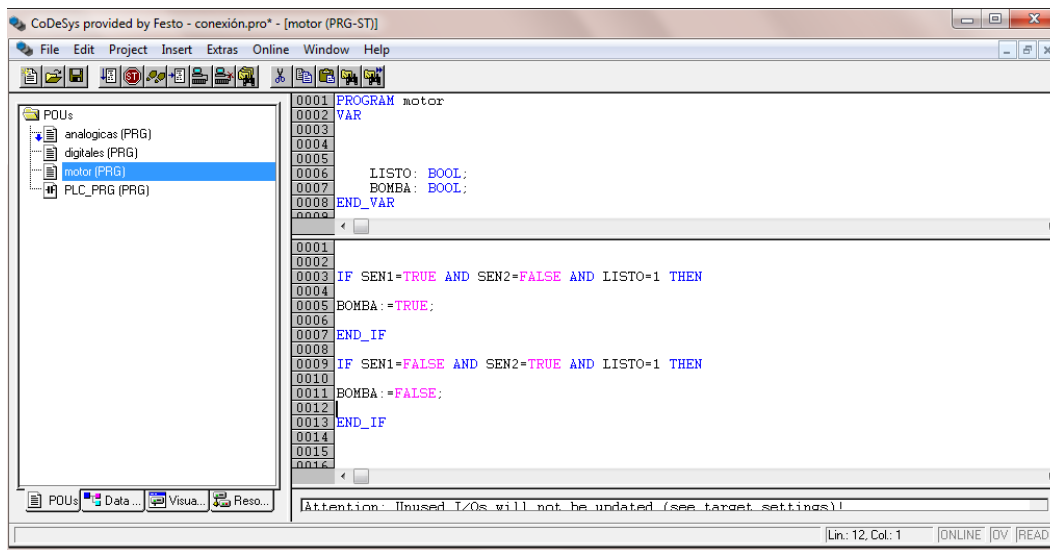 CoDeSys provided by Festo - conexión.pro* - [motor (PRG-ST)]
File Edit Project Insert Extras Online Window Help
POUs
analogicas (PRG)
digitales (PRG)
motor (PRG)
PLC_PRG (PRG)
POUs Data ... Visua... Reso...
0001 PROGRAM motor
0002 VAR
0003
0004
0005
0006 LISTO: BOOL;
0007 BOMBA: BOOL;
0008 END_VAR
0009
0001
0002
0003 IF SEN1=TRUE AND SEN2=FALSE AND LISTO=1 THEN
0004
0005 BOMBA:=TRUE;
0006
0007 END_IF
0008
0009 IF SEN1=FALSE AND SEN2=TRUE AND LISTO=1 THEN
0010
0011 BOMBA:=FALSE;
0012
0013 END_IF
0014
0015
0016
Attention: Unused I/Os will not be updated (see target settings)!
Lin.: 12, Col.: 1 ONLINE OV READ